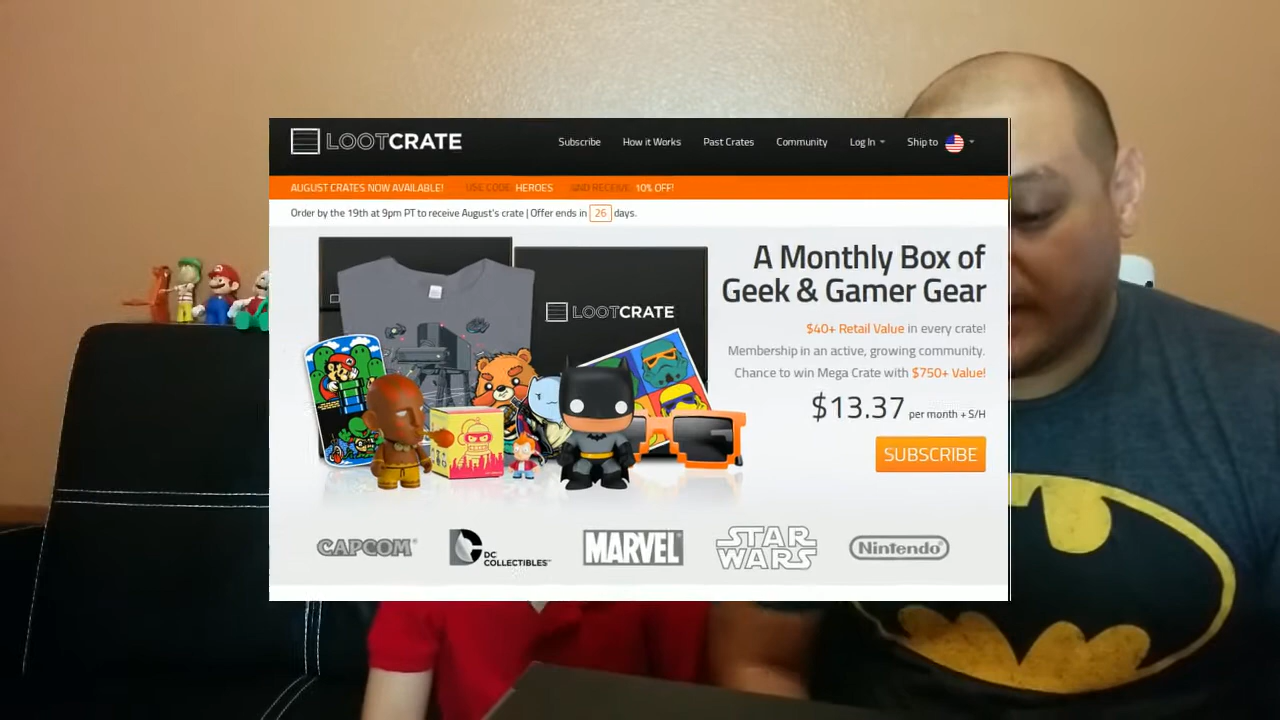 LOOTCRATE
Subscribe How it Works Past Crates Community Log In Ship to
AUGUST CRATES NOW AVAILABLE! USE CODE HEROES AND RECEIVE 10% OFF!
Order by the 19th at 9pm PT to receive August's crate | Offer ends in 26 days.
A Monthly Box of
Geek & Gamer Gear
LOOTCRATE
$40+ Retail Value in every crate!
Membership in an active, growing community.
Chance to win Mega Crate with $750+ Value!
$13.37 per month + S/H
SUBSCRIBE
CAPCOM
DC COLLECTIBLES
MARVEL
STAR WARS
Nintendo